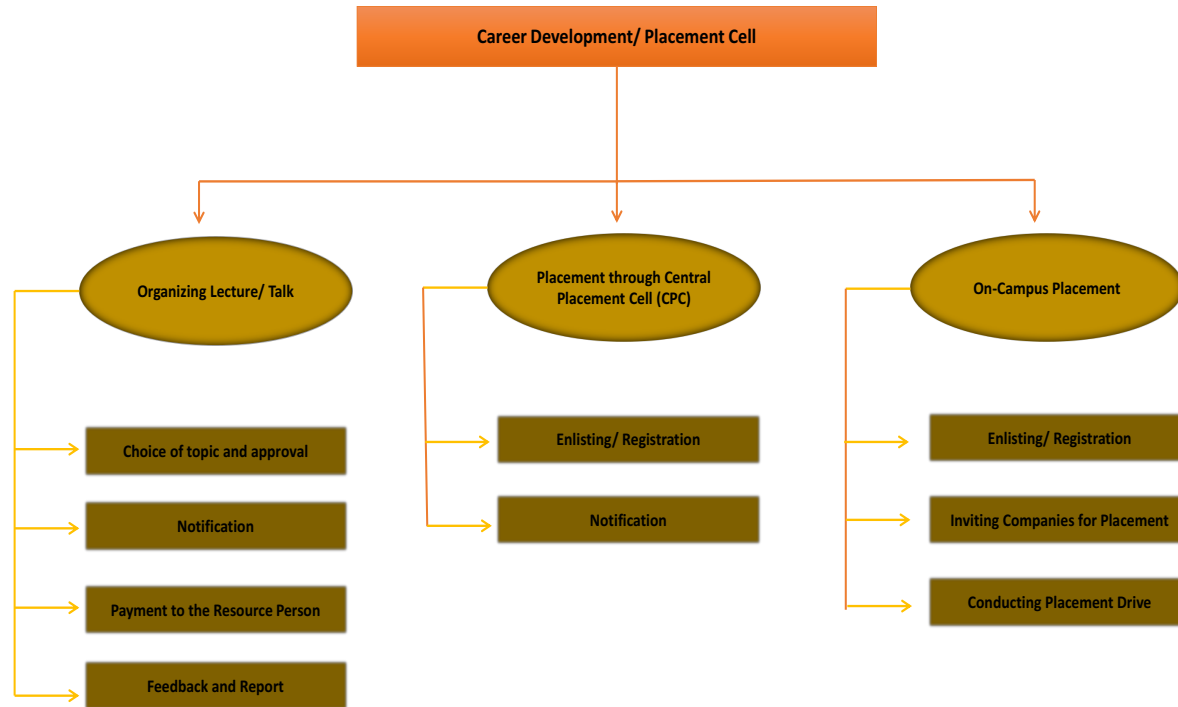 Career Development/ Placement Cell
Organizing Lecture/ Talk
Placement through Central
Placement Cell (CPC)
On-Campus Placement
Choice of topic and approval
Notification
Payment to the Resource Person
Feedback and Report
Enlisting/ Registration
Notification
Enlisting/ Registration
Inviting Companies for Placement
Conducting Placement Drive